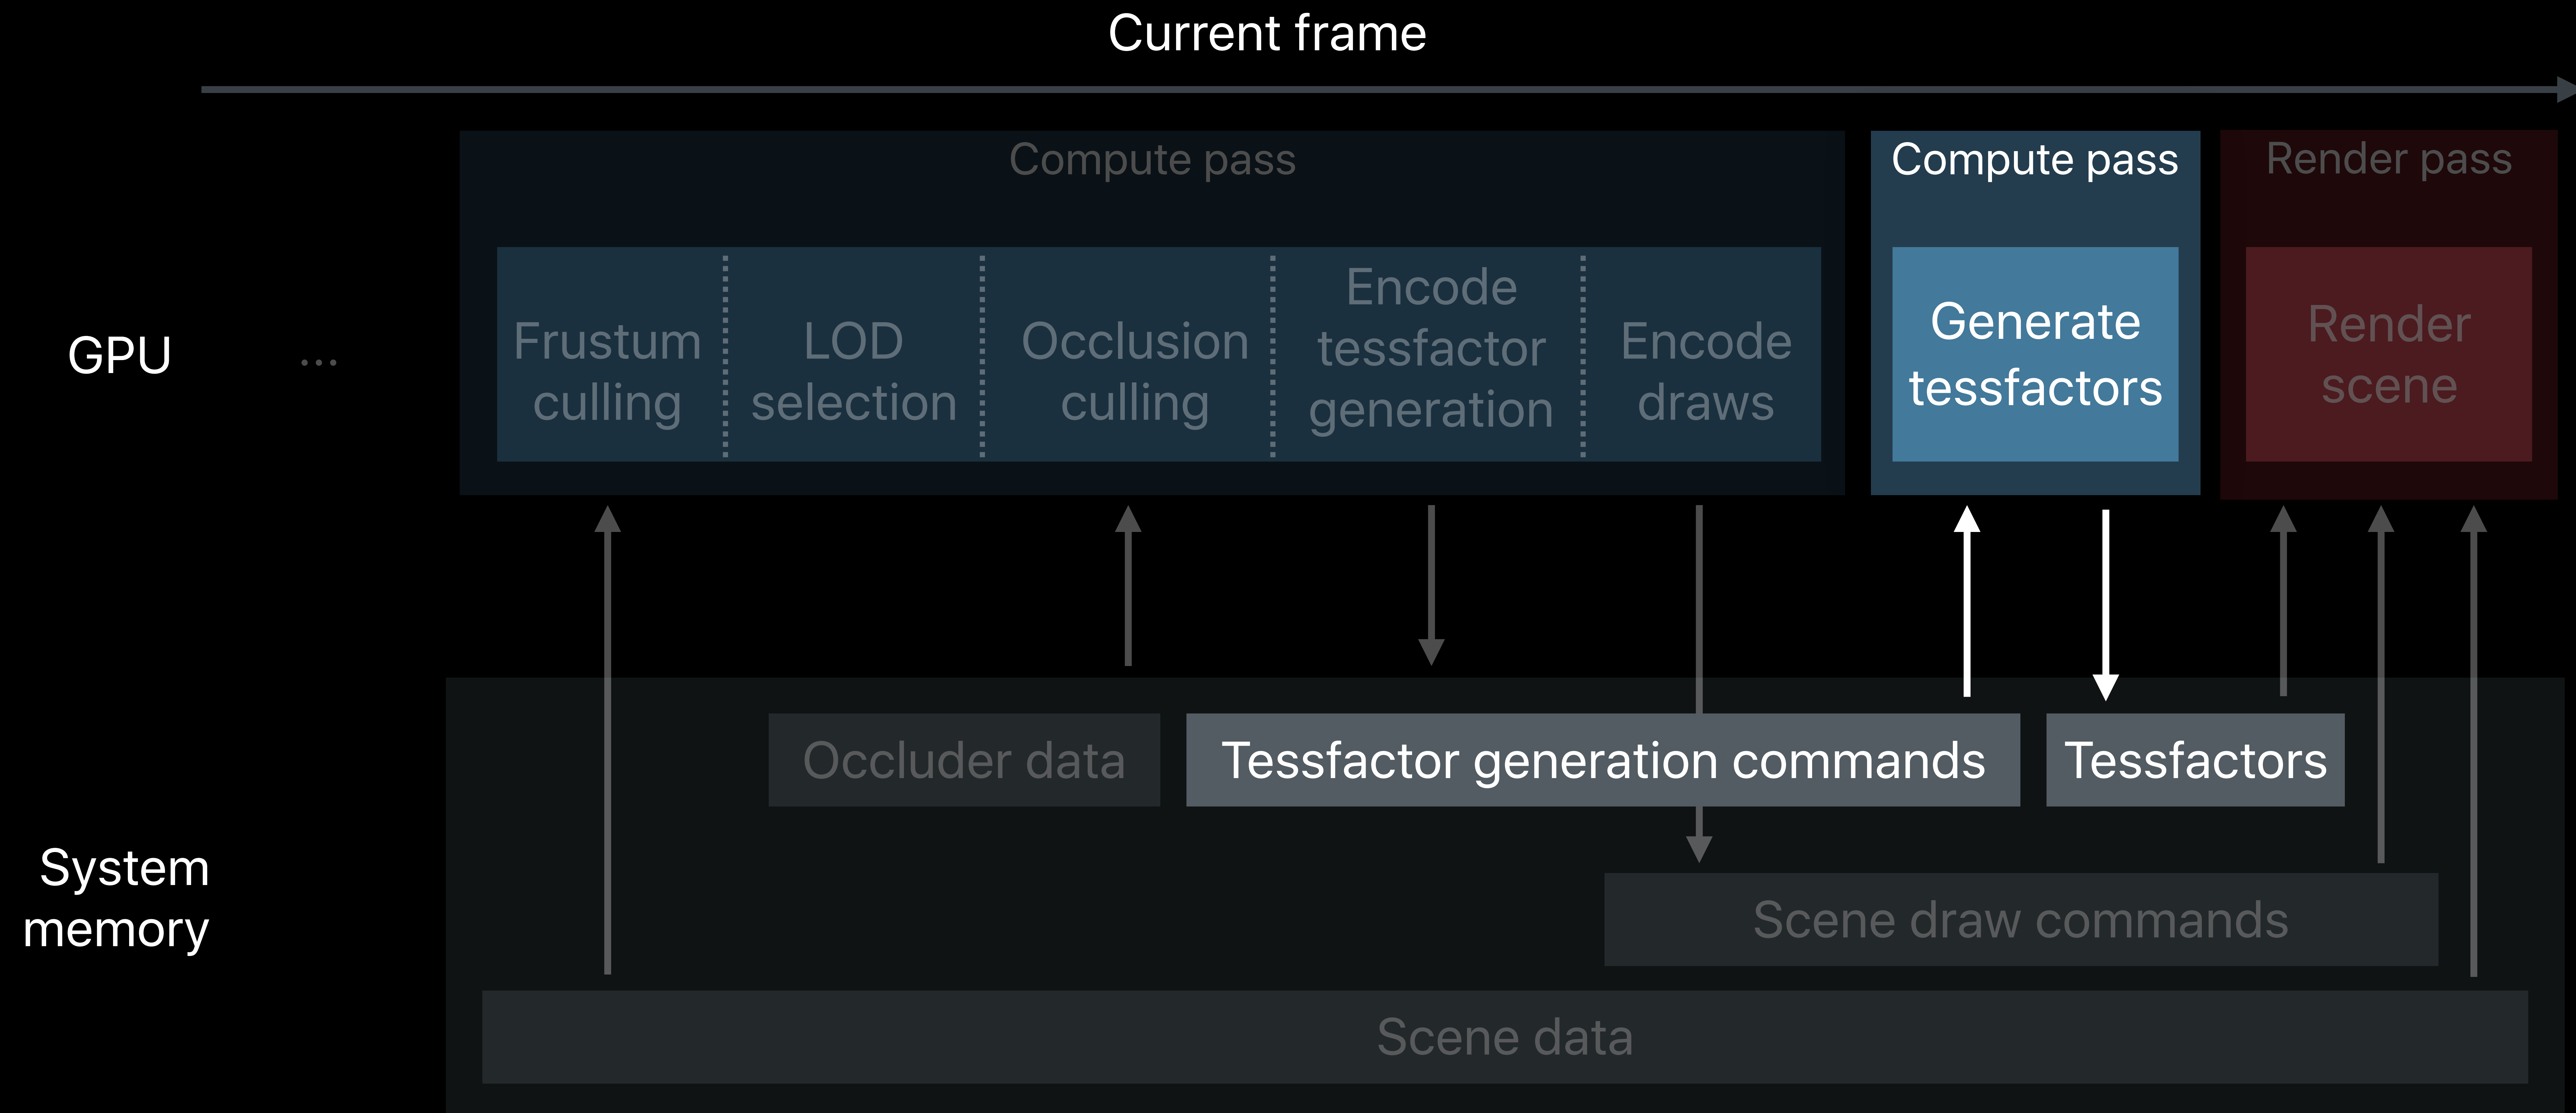 Current frame
Compute pass
Compute pass
Render pass
GPU
...
Frustum
culling
LOD
selection
Occlusion
culling
Encode
tessfactor
generation
Encode
draws
Generate
tessfactors
Render
scene
System
memory
Occluder data
Tessfactor generation commands
Tessfactors
Scene draw commands
Scene data